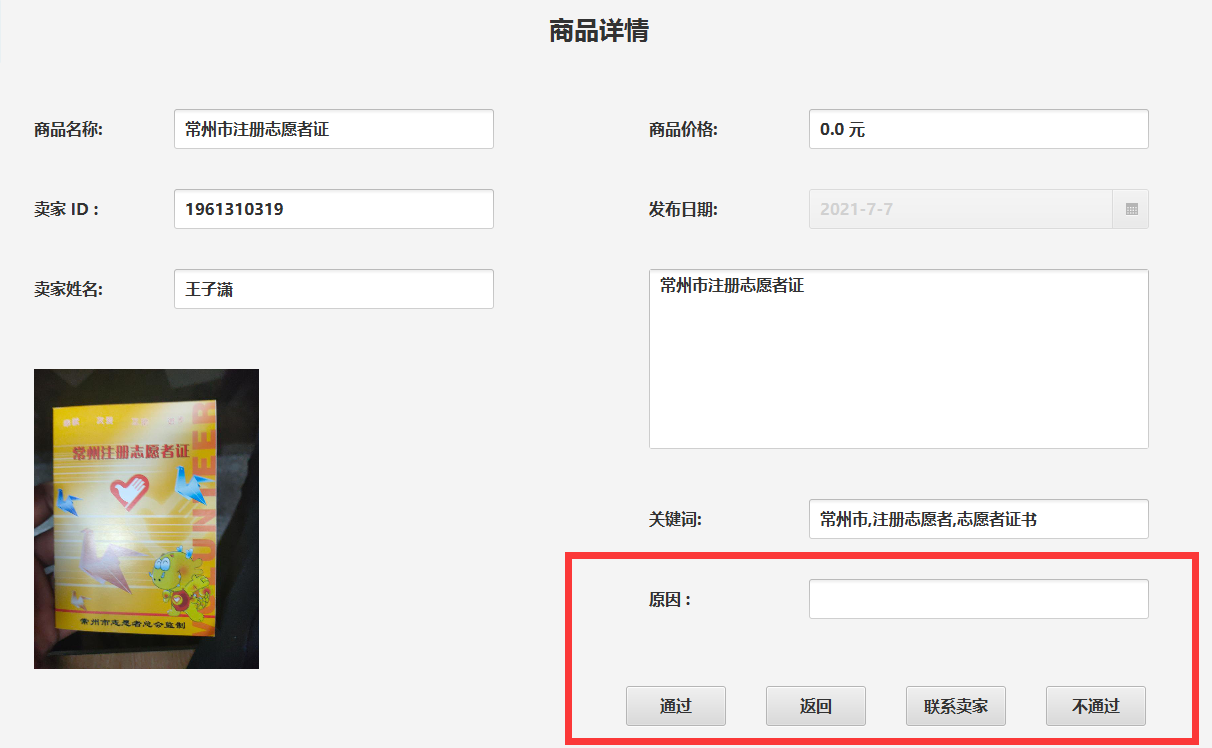 商品详情
商品名称:
常州市注册志愿者证
商品价格:
0.0 元
卖家 ID：
1961310319
发布日期:
2021-7-7
卖家姓名:
王子潇
常州市注册志愿者证
常州注册志愿者证
VOLUNTEER
常州市志愿者总会监制
关键词:
常州市,注册志愿者,志愿者证书
原因：
通过
返回
联系卖家
不通过